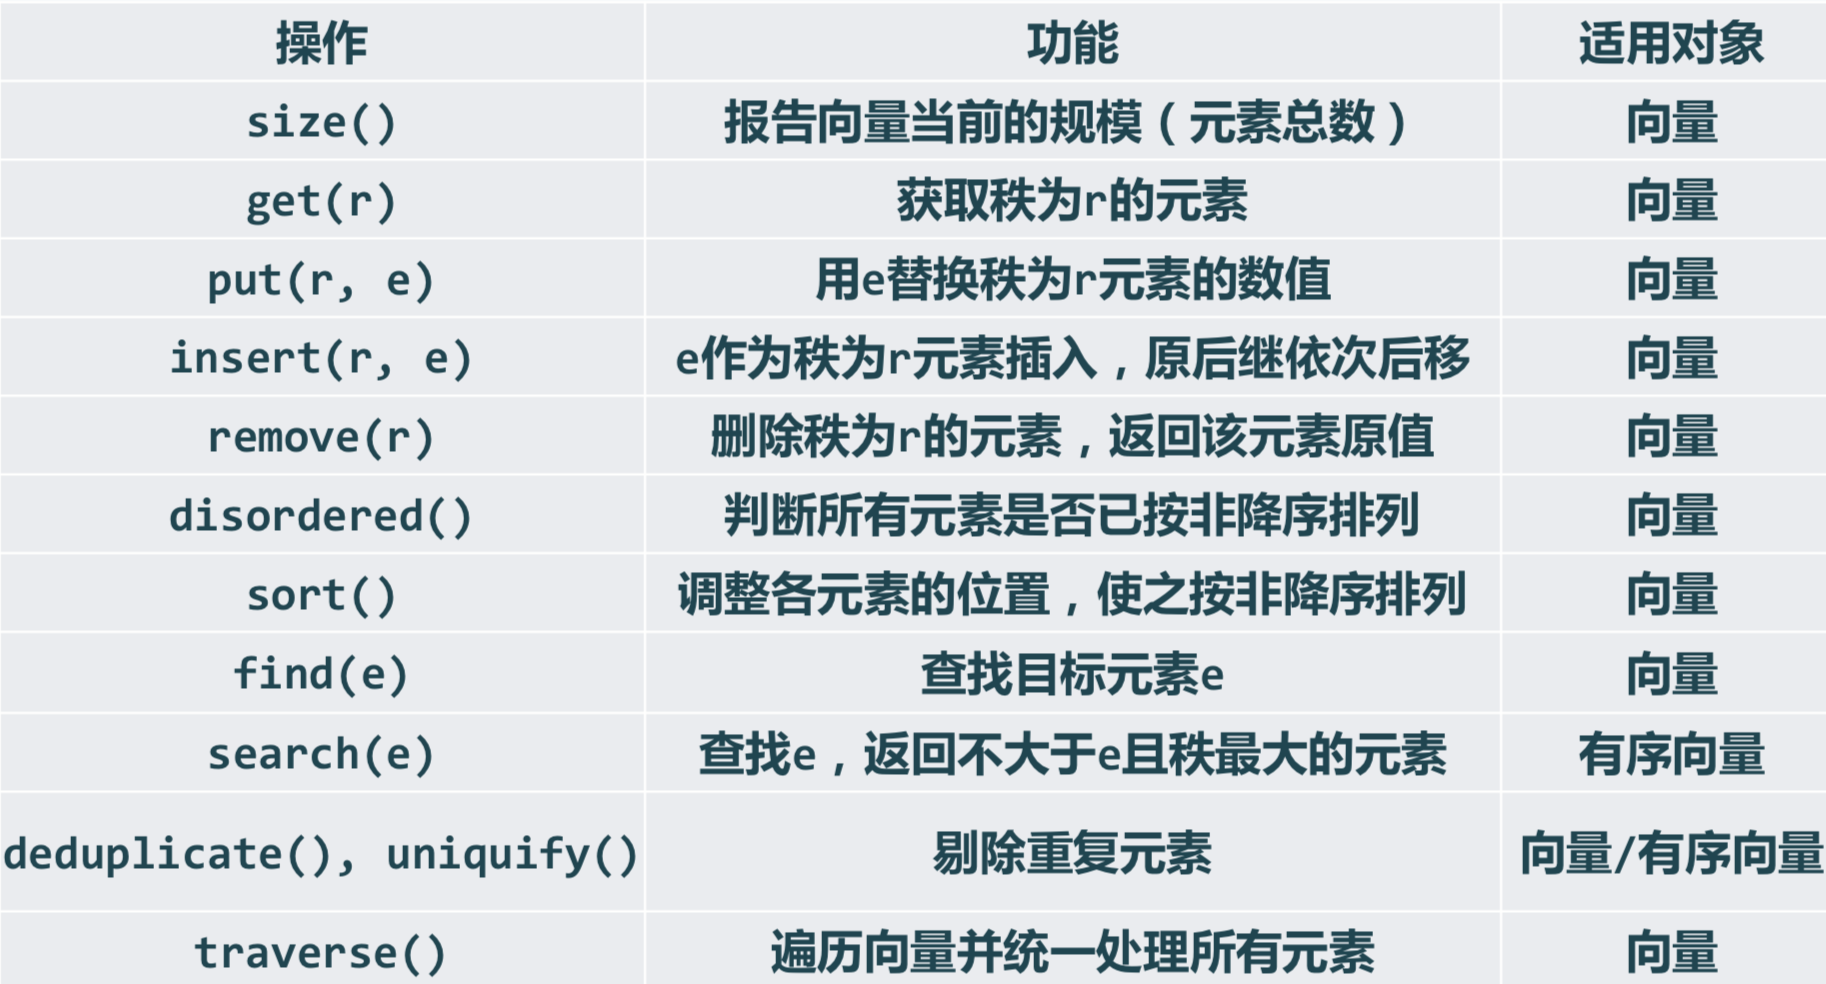 操作 功能 适用对象
size() 报告向量当前的规模（元素总数） 向量
get(r) 获取秩为r的元素 向量
put(r, e) 用e替换秩为r元素的数值 向量
insert(r, e) e作为秩为r元素插入，原后继依次后移 向量
remove(r) 删除秩为r的元素，返回该元素原值 向量
disordered() 判断所有元素是否已按非降序排列 向量
sort() 调整各元素的位置，使之按非降序排列 向量
find(e) 查找目标元素e 向量
search(e) 查找e，返回不大于e且秩最大的元素 有序向量
deduplicate(), uniquify() 剔除重复元素 向量/有序向量
traverse() 遍历向量并统一处理所有元素 向量